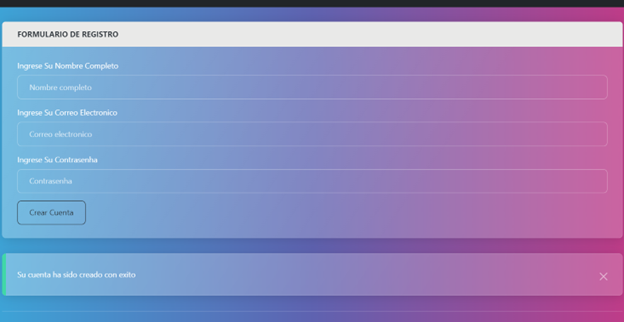 FORMULARIO DE REGISTRO
Ingrese Su Nombre Completo
Nombre completo
Ingrese Su Correo Electronico
Correo electronico
Ingrese Su Contrasenha
Contrasenha
Crear Cuenta
Su cuenta ha sido creado con exito